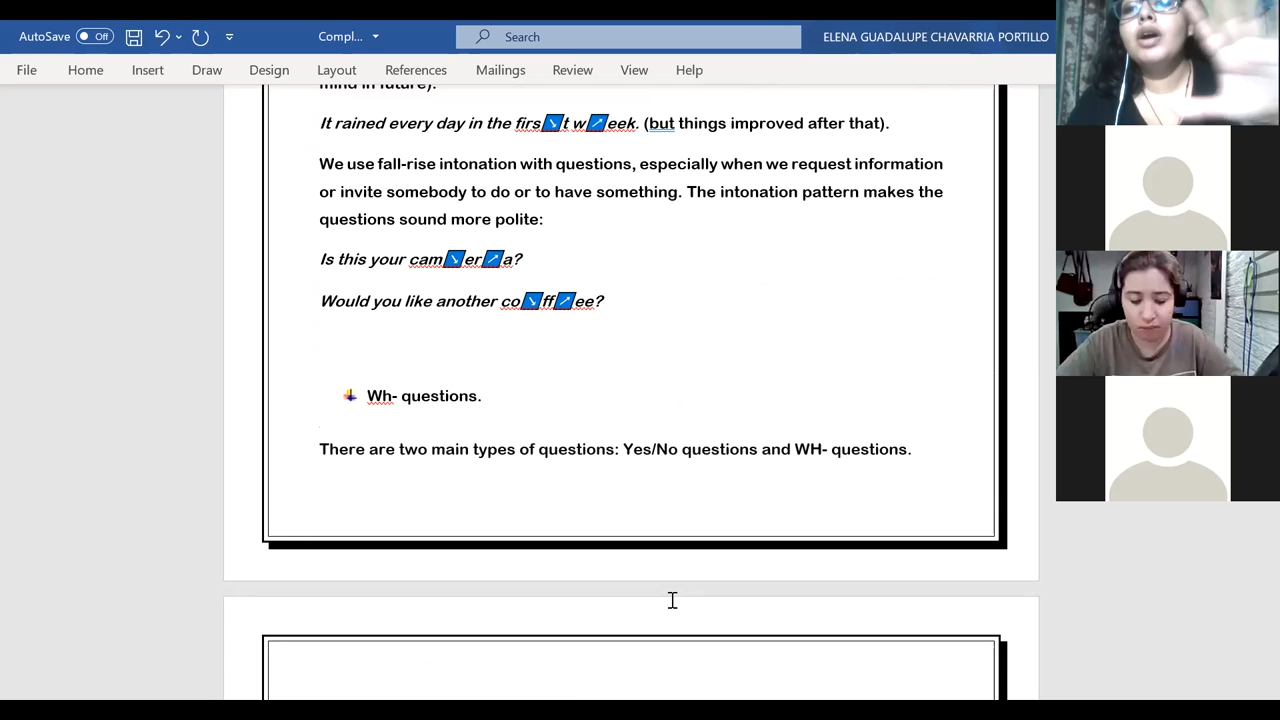 AutoSave Off Compl... Search ELENA GUADALUPE CHAVARRIA PORTILLO
File Home Insert Draw Design Layout References Mailings Review View Help
mind in future).
It rained every day in the firs↘t w↗eek. (but things improved after that).
We use fall-rise intonation with questions, especially when we request information
or invite somebody to do or to have something. The intonation pattern makes the
questions sound more polite:
Is this your cam↘er↗a?
Would you like another co↘ff↗ee?
Wh- questions.
There are two main types of questions: Yes/No questions and WH- questions.